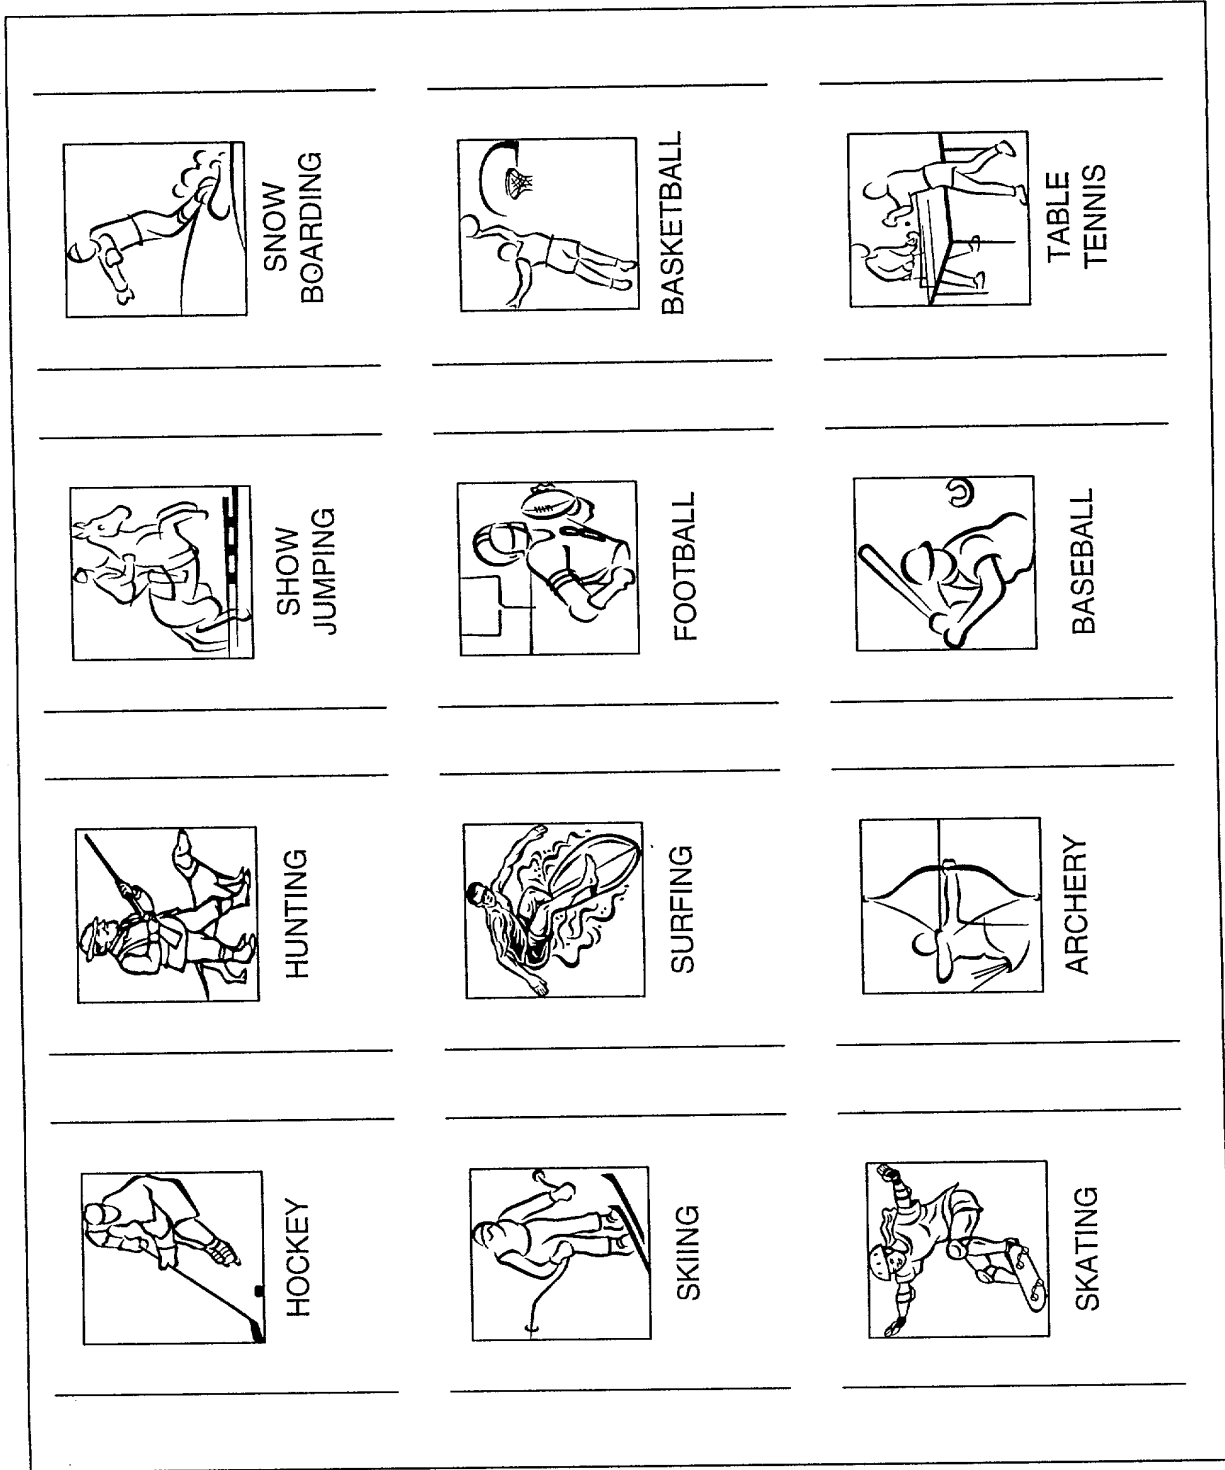 HOCKEY
HUNTING
SHOW
JUMPING
SNOW
BOARDING
SKIING
SURFING
FOOTBALL
BASKETBALL
SKATING
ARCHERY
BASEBALL
TABLE
TENNIS